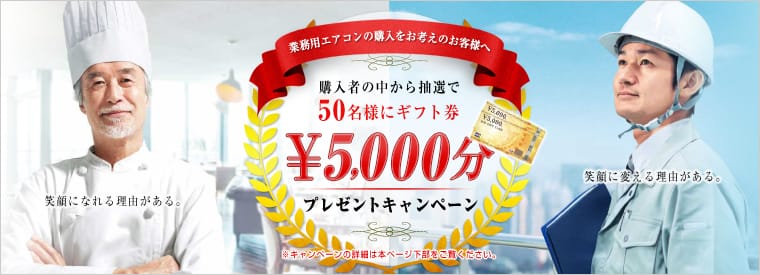 業務用エアコンの購入をお考えのお客様へ
購入者の中から抽選で
50名様にギフト券
¥5,000
¥5,000
¥5,000分
プレゼントキャンペーン
笑顔になれる理由がある。
笑顔に変える理由がある。
※キャンペーンの詳細は本ページ下部をご覧ください。